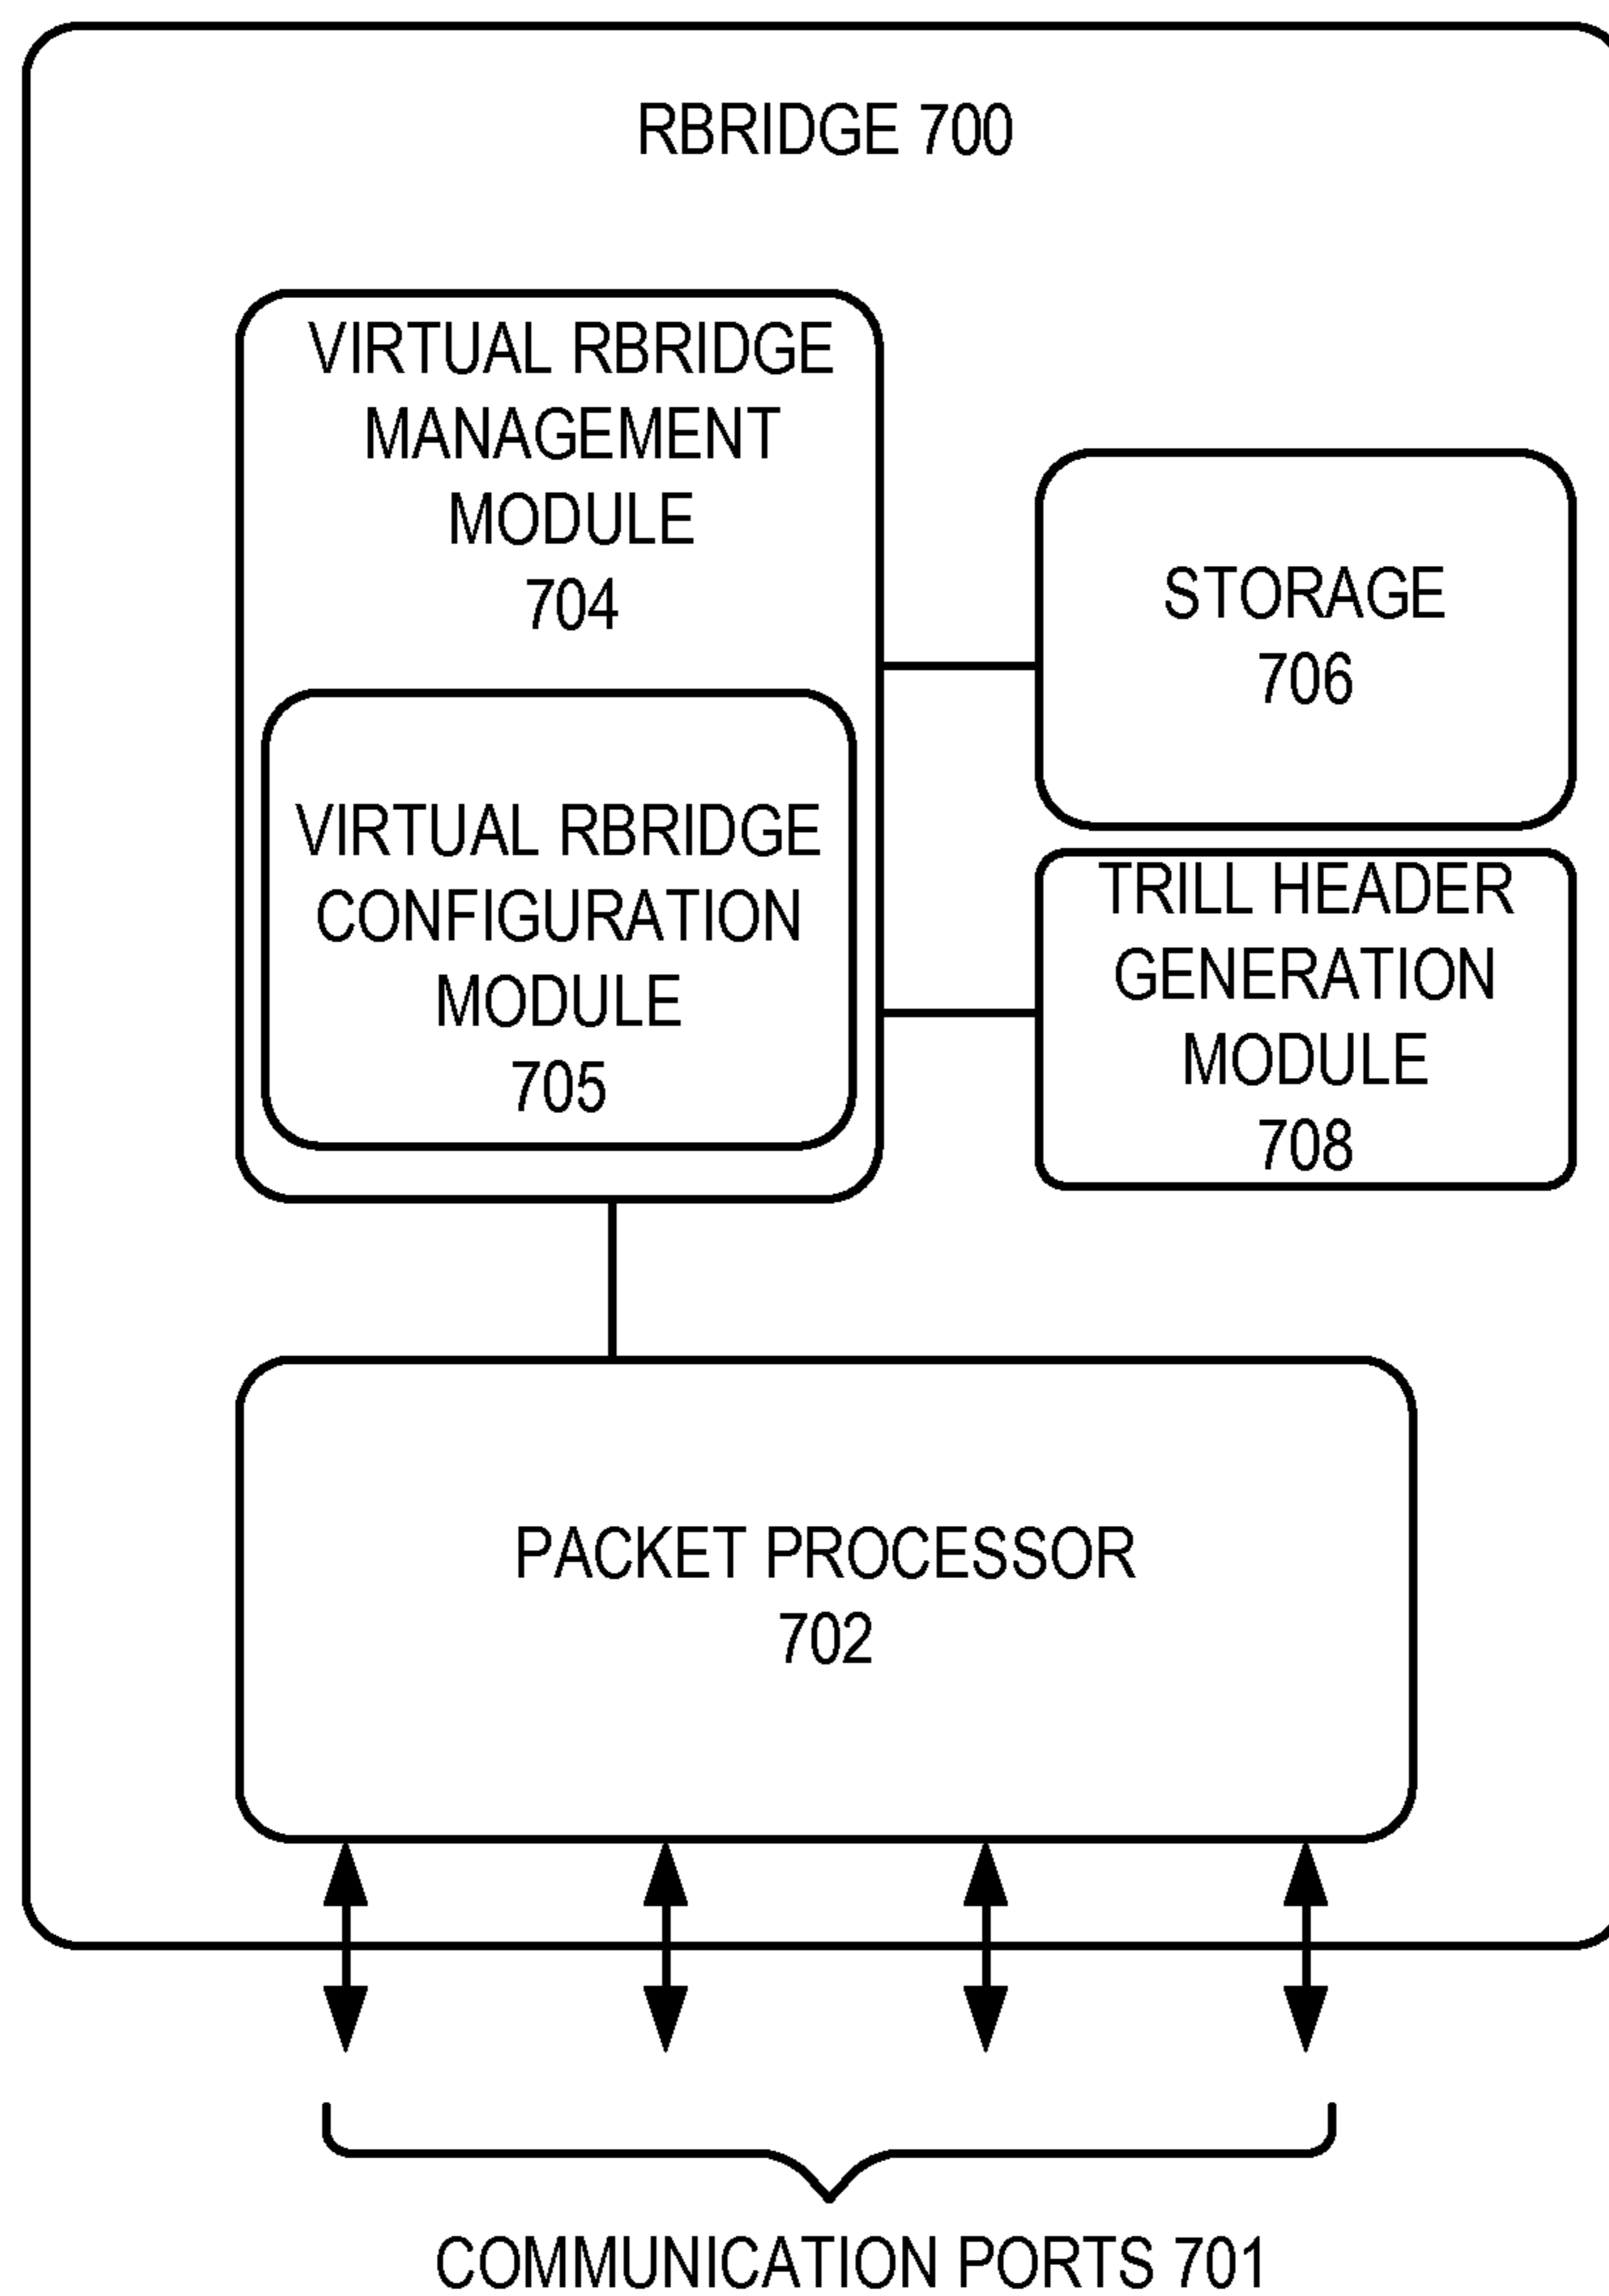 RBRIDGE 700
VIRTUAL RBRIDGE
MANAGEMENT
MODULE
704
STORAGE
706
VIRTUAL RBRIDGE
CONFIGURATION
MODULE
705
TRILL HEADER
GENERATION
MODULE
708
PACKET PROCESSOR
702
COMMUNICATION PORTS 701